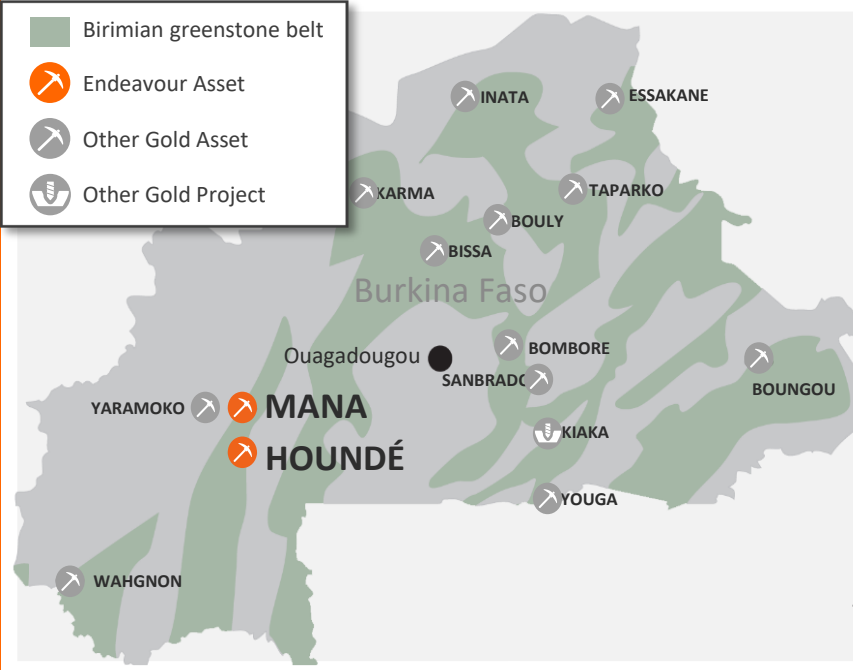 Birimian greenstone belt
Endeavour Asset
Other Gold Asset
Other Gold Project
INATA
ESSAKANE
KARMA
TAPARKO
BOULY
BISSA
Burkina Faso
Ouagadougou
BOMBORE
SANBRADO
BOUNGOU
YARAMOKO
MANA
KIAKA
HOUNDÉ
YOUGA
WAHGNON